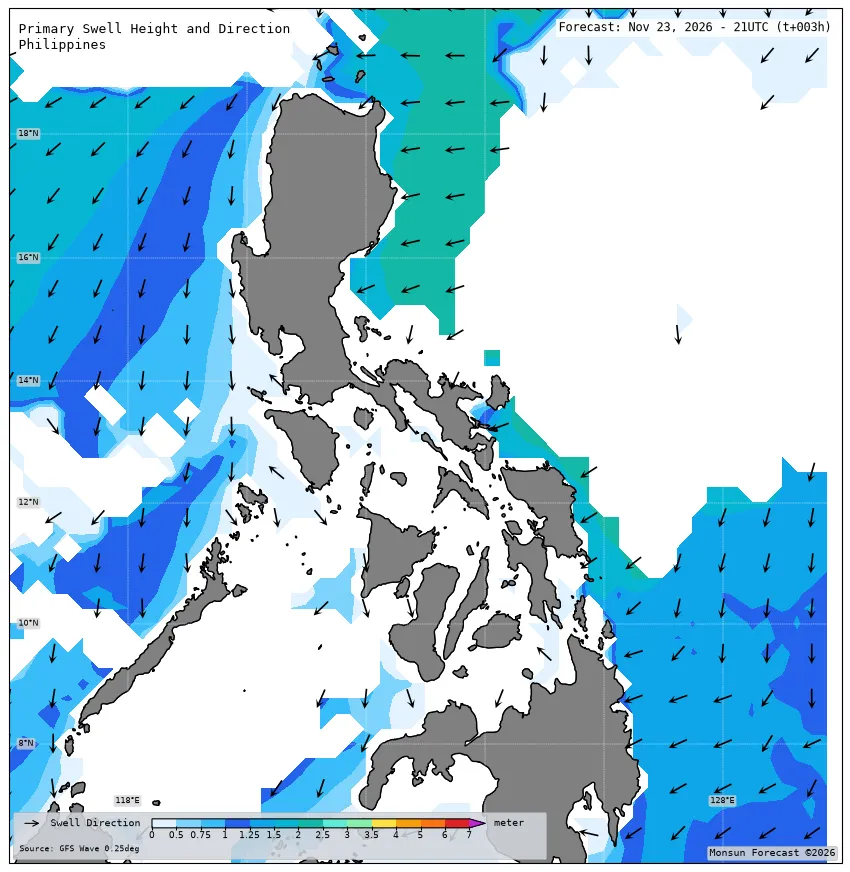 Primary Swell Height and Direction
Philippines
Forecast: Nov 23, 2026 - 21UTC (t+003h)
18°N
16°N
14°N
12°N
10°N
8°N
118°E
128°E
Swell Direction
0 0.5 0.75 1 1.25 1.5 2 2.5 3 3.5 4 5 6 7
meter
Source: GFS Wave 0.25deg
Monsun Forecast ©2026